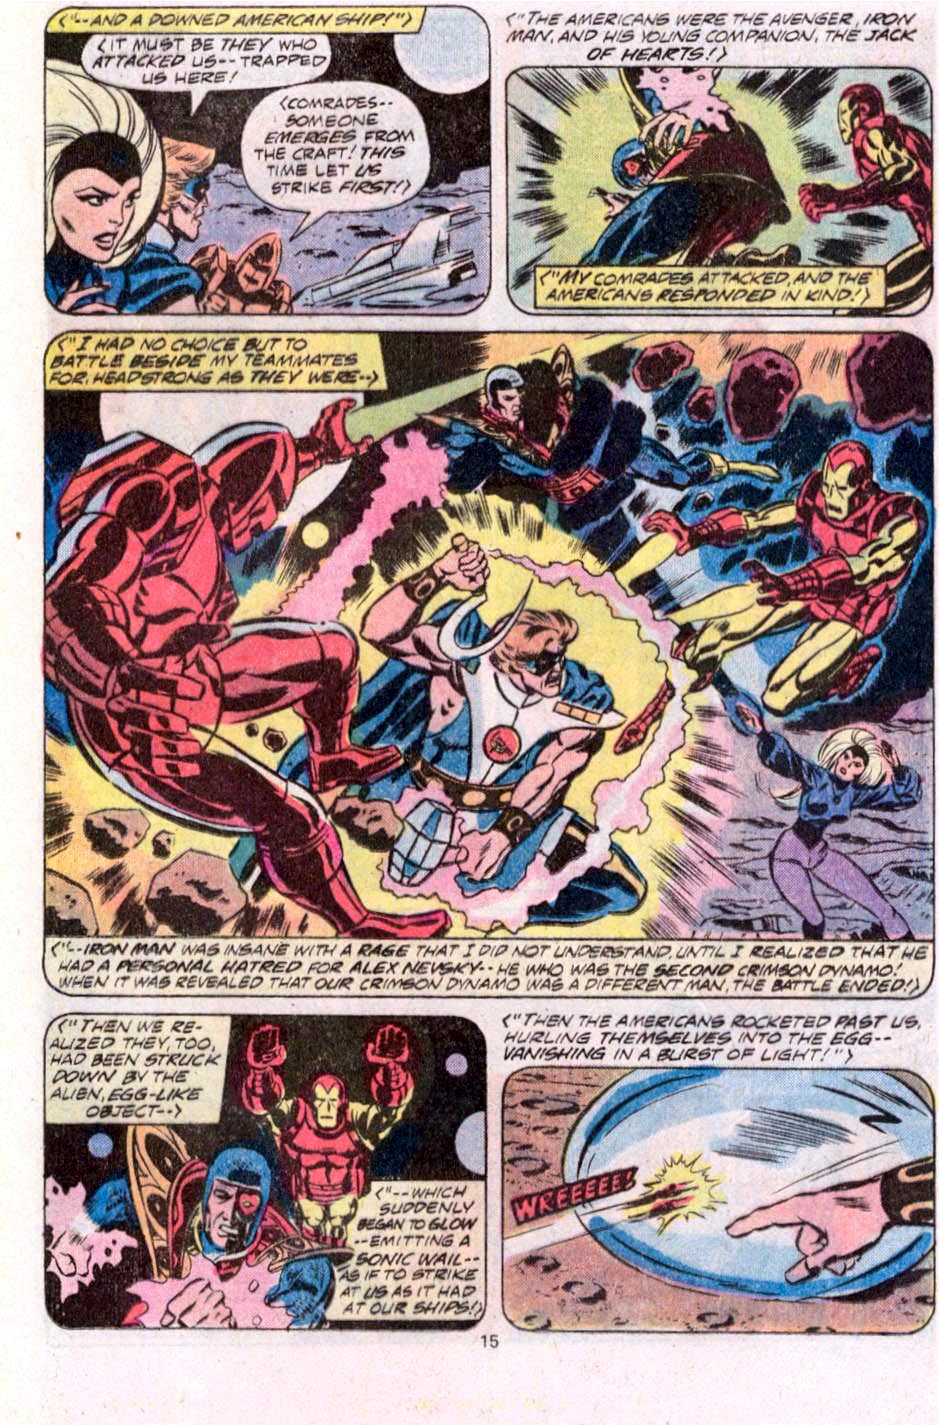 <"--AND A DOWNED AMERICAN SHIP!">
<IT MUST BE THEY WHO
ATTACKED US--TRAPPED
US HERE!
<COMRADES--
SOMEONE
EMERGES FROM
THE CRAFT! THIS
TIME LET US
STRIKE FIRST!>
<"THE AMERICANS WERE THE AVENGER, IRON
MAN, AND HIS YOUNG COMPANION, THE JACK
OF HEARTS!>
<"MY COMRADES ATTACKED, AND THE
AMERICANS RESPONDED IN KIND!>
<"I HAD NO CHOICE BUT TO
BATTLE BESIDE MY TEAMMATES
FOR, HEADSTRONG AS THEY WERE-->
<"--IRON MAN WAS INSANE WITH A RAGE THAT I DID NOT UNDERSTAND, UNTIL I REALIZED THAT HE
HAD A PERSONAL HATRED FOR ALEX NEVSKY--HE WHO WAS THE SECOND CRIMSON DYNAMO!
WHEN IT WAS REVEALED THAT OUR CRIMSON DYNAMO WAS A DIFFERENT MAN, THE BATTLE ENDED!>
<"THEN WE RE-
ALIZED THEY, TOO,
HAD BEEN STRUCK
DOWN BY THE
ALIEN, EGG-LIKE
OBJECT-->
<"--WHICH
SUDDENLY
BEGAN TO GLOW
--EMITTING A
SONIC WAIL--
AS IF TO STRIKE
AT US AS IT HAD
AT OUR SHIPS!>
<"THEN THE AMERICANS ROCKETED PAST US,
HURLING THEMSELVES INTO THE EGG--
VANISHING IN A BURST OF LIGHT!">
WREEEEE!
15